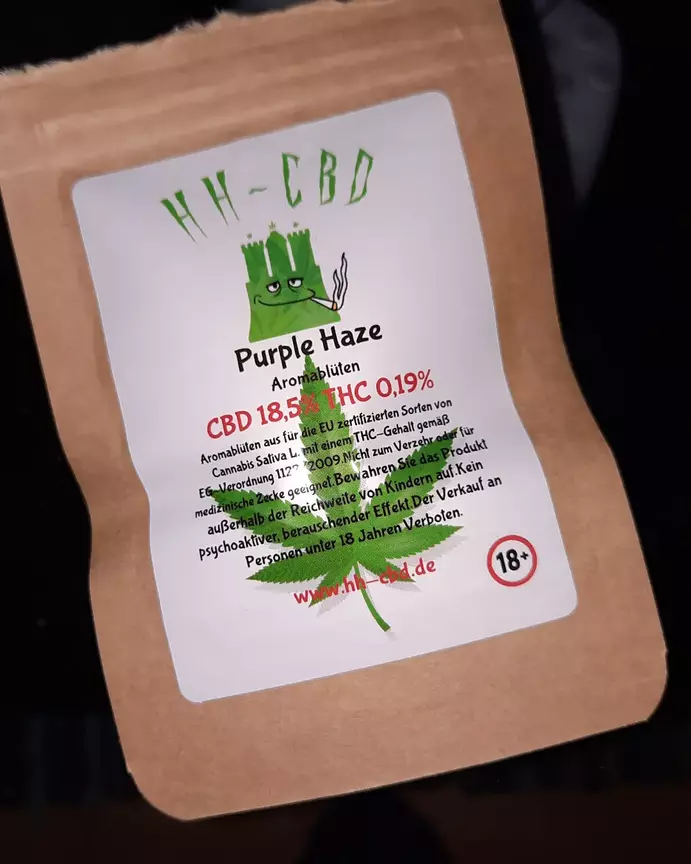 HH-CBD
Purple Haze
Aromablüten
CBD 18,5% THC 0,19%
Aromablüten aus für die EU zertifizierten Sorten von
Cannabis Saliva L. mit einem THC-Gehalt gemäß
EG-Verordnung 1122/2009.Nicht zum Verzehr oder für
medizinische Zecke geeignet.Bewahren Sie das Produkt
außerhalb der Reichweite von Kindern auf.Kein
psychoaktiver, berauschender Effekt.Der Verkauf an
Personen unter 18 Jahren Verboten.
www.hh-cbd.de
18+